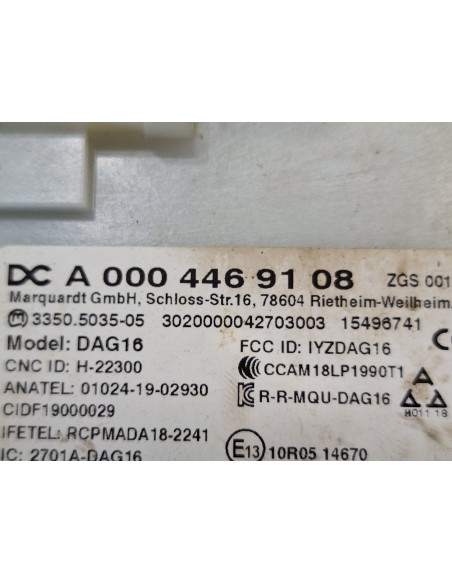 DC A 000 446 91 08 ZGS 001
Marquardt GmbH, Schloss-Str.16, 78604 Rietheim-Weilheim,
M 3350.5035-05 3020000042703003 15496741
Model: DAG16 FCC ID: IYZDAG16
CNC ID: H-22300 CCAM18LP1990T1
ANATEL: 01024-19-02930 R-R-MQU-DAG16
CIDF19000029 H011 18
IFETEL: RCPMADA18-2241
IC: 2701A-DAG16 E13 10R05 14670